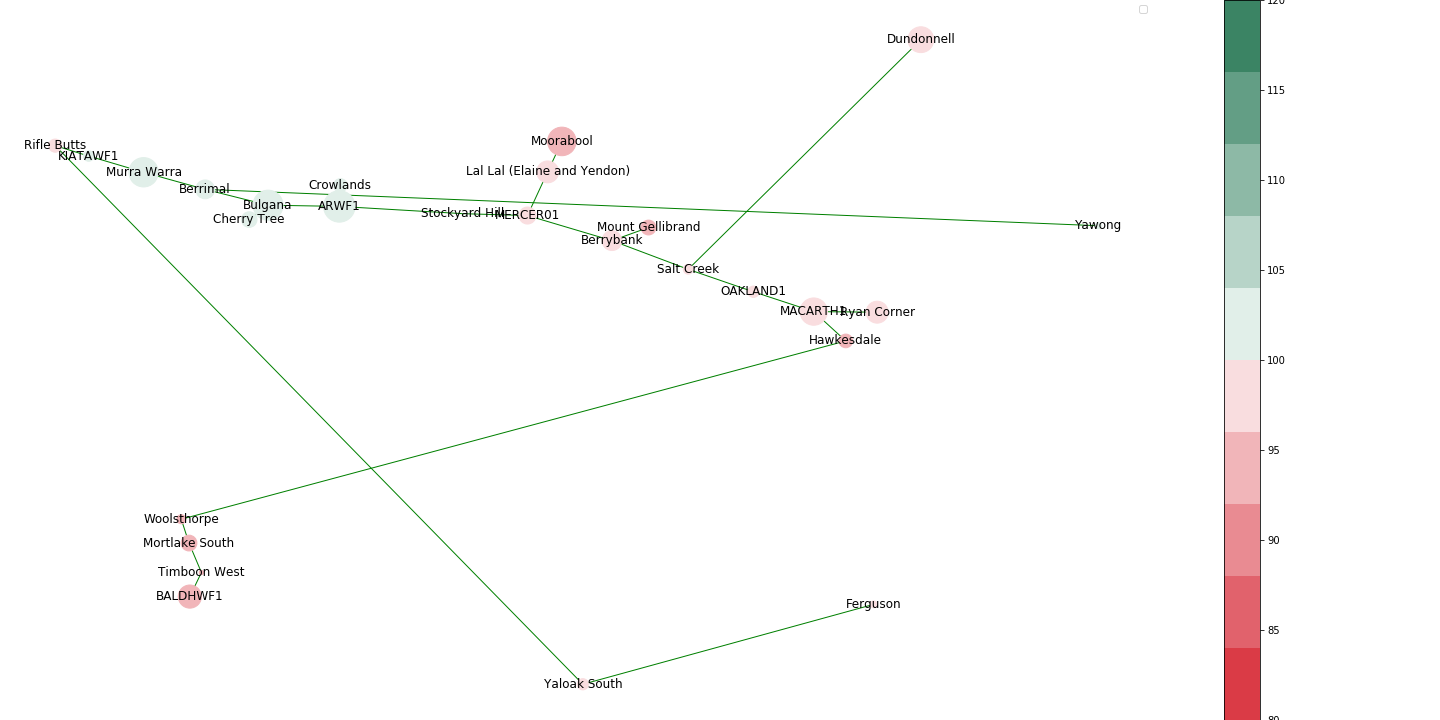 120
Dundonnell
115
Moorabool
Rifle Butts
KIATAWF1
Murra Warra
Lal Lal (Elaine and Yendon)
110
Crowlands
Berrimal
Bulgana
ARWF1
Cherry Tree
Stockyard Hill
MERCER01
Yawong
Mount Gellibrand
Berrybank
Salt Creek
105
OAKLAND1
MACARTH1
Ryan Corner
Hawkesdale
100
95
Woolsthorpe
Mortlake South
90
Timboon West
BALDHWF1
Ferguson
85
Yaloak South
80